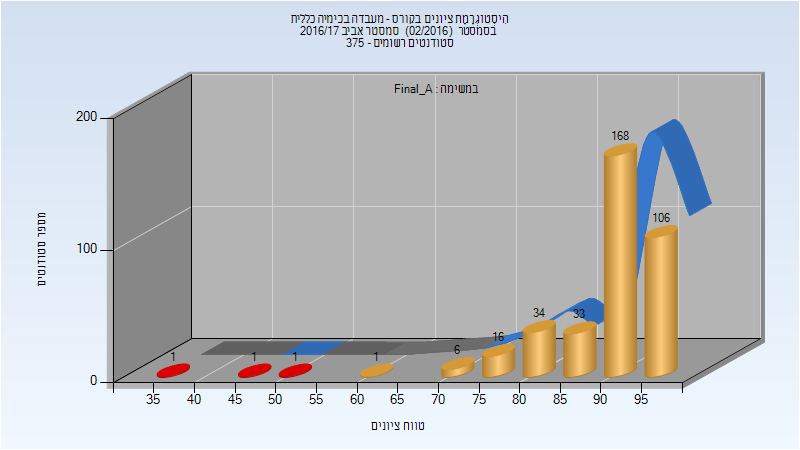 היסטוגרמת ציונים בקורס - מעבדה בכימיה כללית
בסמסטר (02/2016) סמסטר אביב 2016/17
סטודנטים רשומים - 375
במשימה : Final_A
200
100
0
מספר סטודנטים
1
1
1
1
6
16
34
33
168
106
35 40 45 50 55 60 65 70 75 80 85 90 95
טווח ציונים